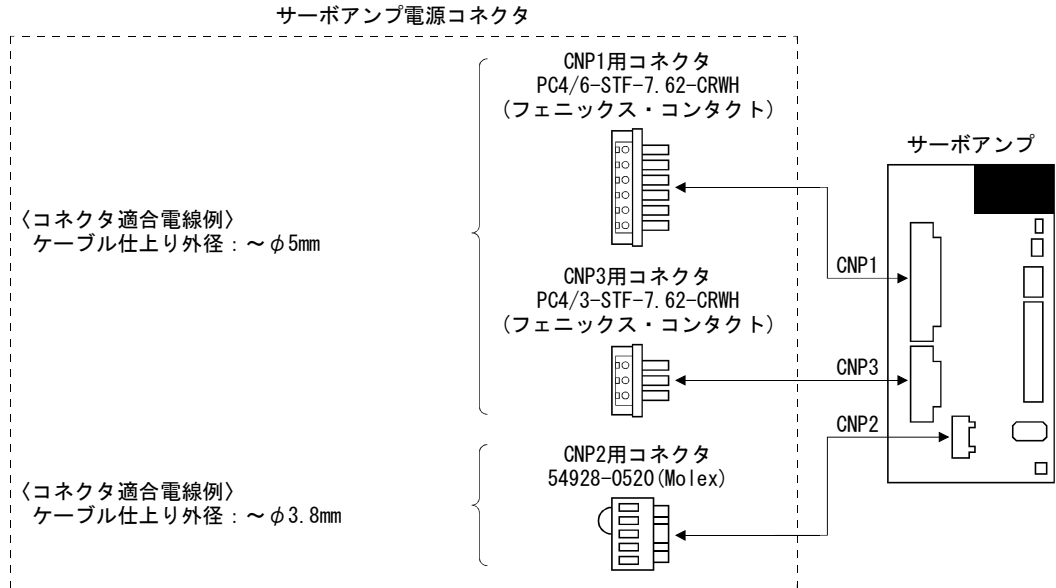 サーボアンプ電源コネクタ
CNP1用コネクタ
PC4/6-STF-7.62-CRWH
(フェニックス・コンタクト)
サーボアンプ
〈コネクタ適合電線例〉
ケーブル仕上り外径：～φ5mm
CNP1
CNP3用コネクタ
PC4/3-STF-7.62-CRWH
(フェニックス・コンタクト)
CNP3
CNP2
CNP2用コネクタ
54928-0520(Molex)
〈コネクタ適合電線例〉
ケーブル仕上り外径：～φ3.8mm